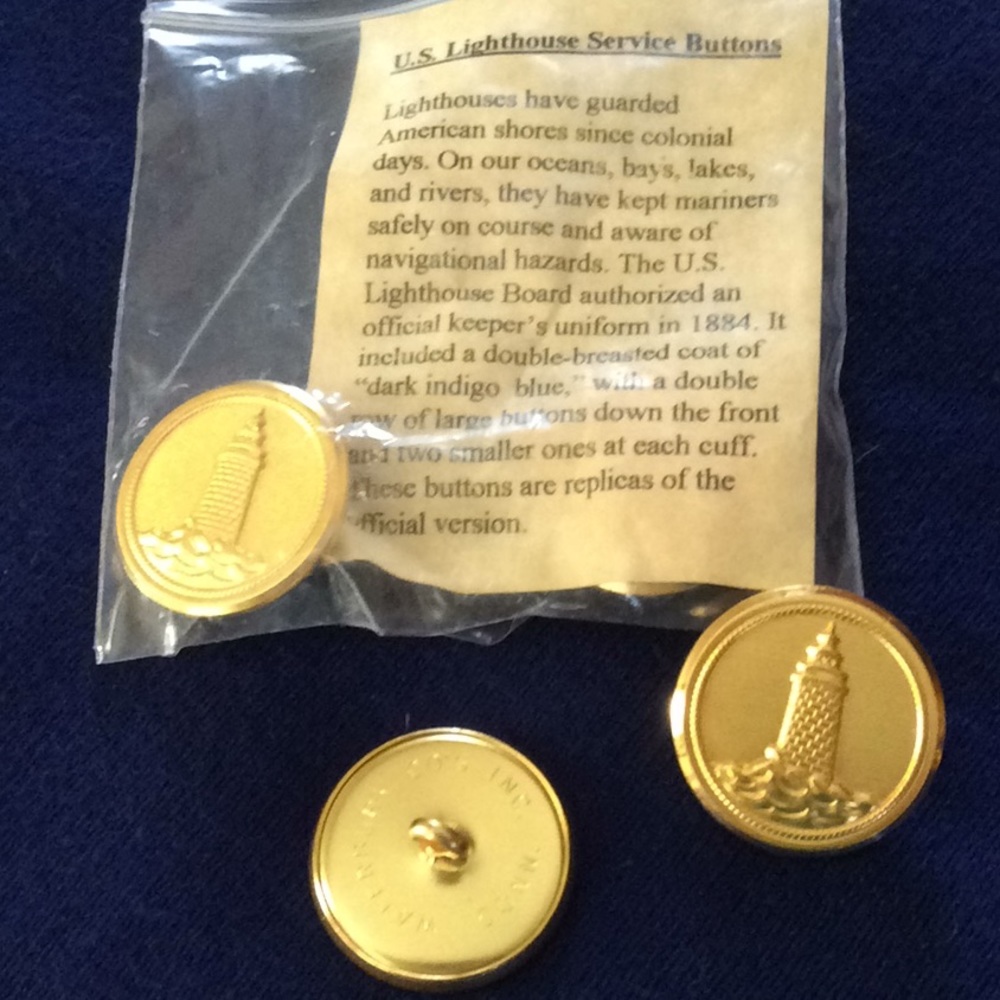 U.S. Lighthouse Service Buttons
Lighthouses have guarded
American shores since colonial
days. On our oceans, bays, lakes,
and rivers, they have kept mariners
safely on course and aware of
navigational hazards. The U.S.
Lighthouse Board authorized an
official keeper's uniform in 1884. It
included a double-breasted coat of
"dark indigo blue," with a double
row of large buttons down the front
and two smaller ones at each cuff.
These buttons are replicas of the
official version.
WATERBURY INC.